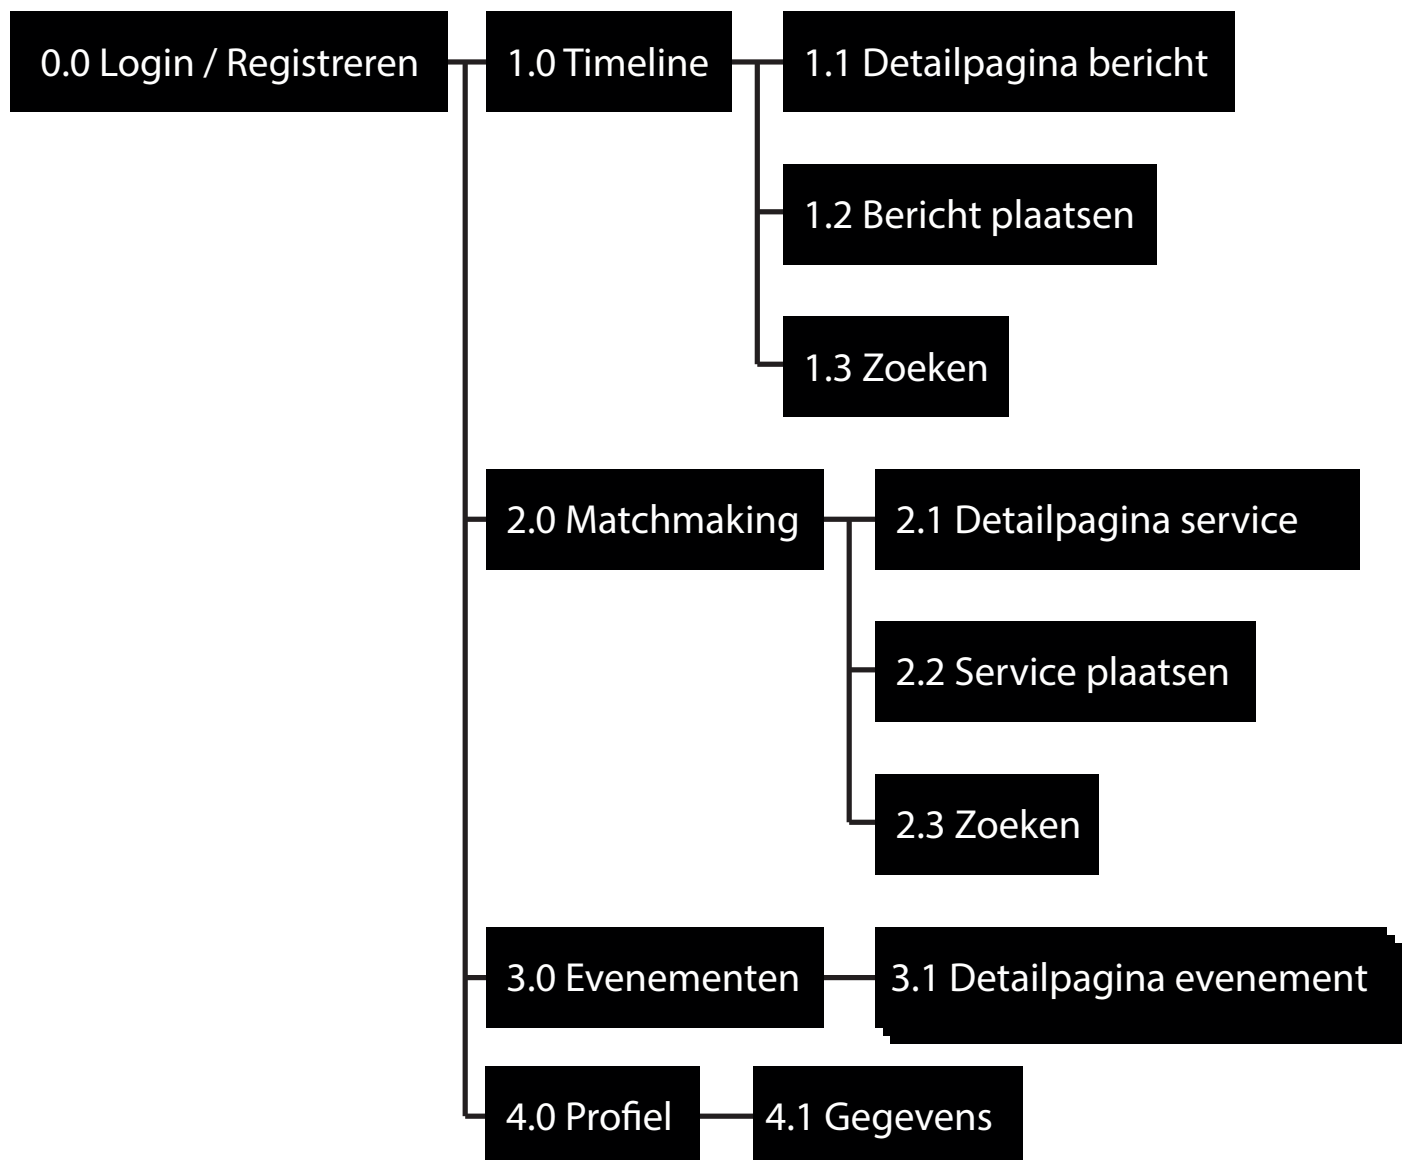 0.0 Login / Registreren
1.0 Timeline
1.1 Detailpagina bericht
1.2 Bericht plaatsen
1.3 Zoeken
2.0 Matchmaking
2.1 Detailpagina service
2.2 Service plaatsen
2.3 Zoeken
3.0 Evenementen
3.1 Detailpagina evenement
4.0 Profiel
4.1 Gegevens